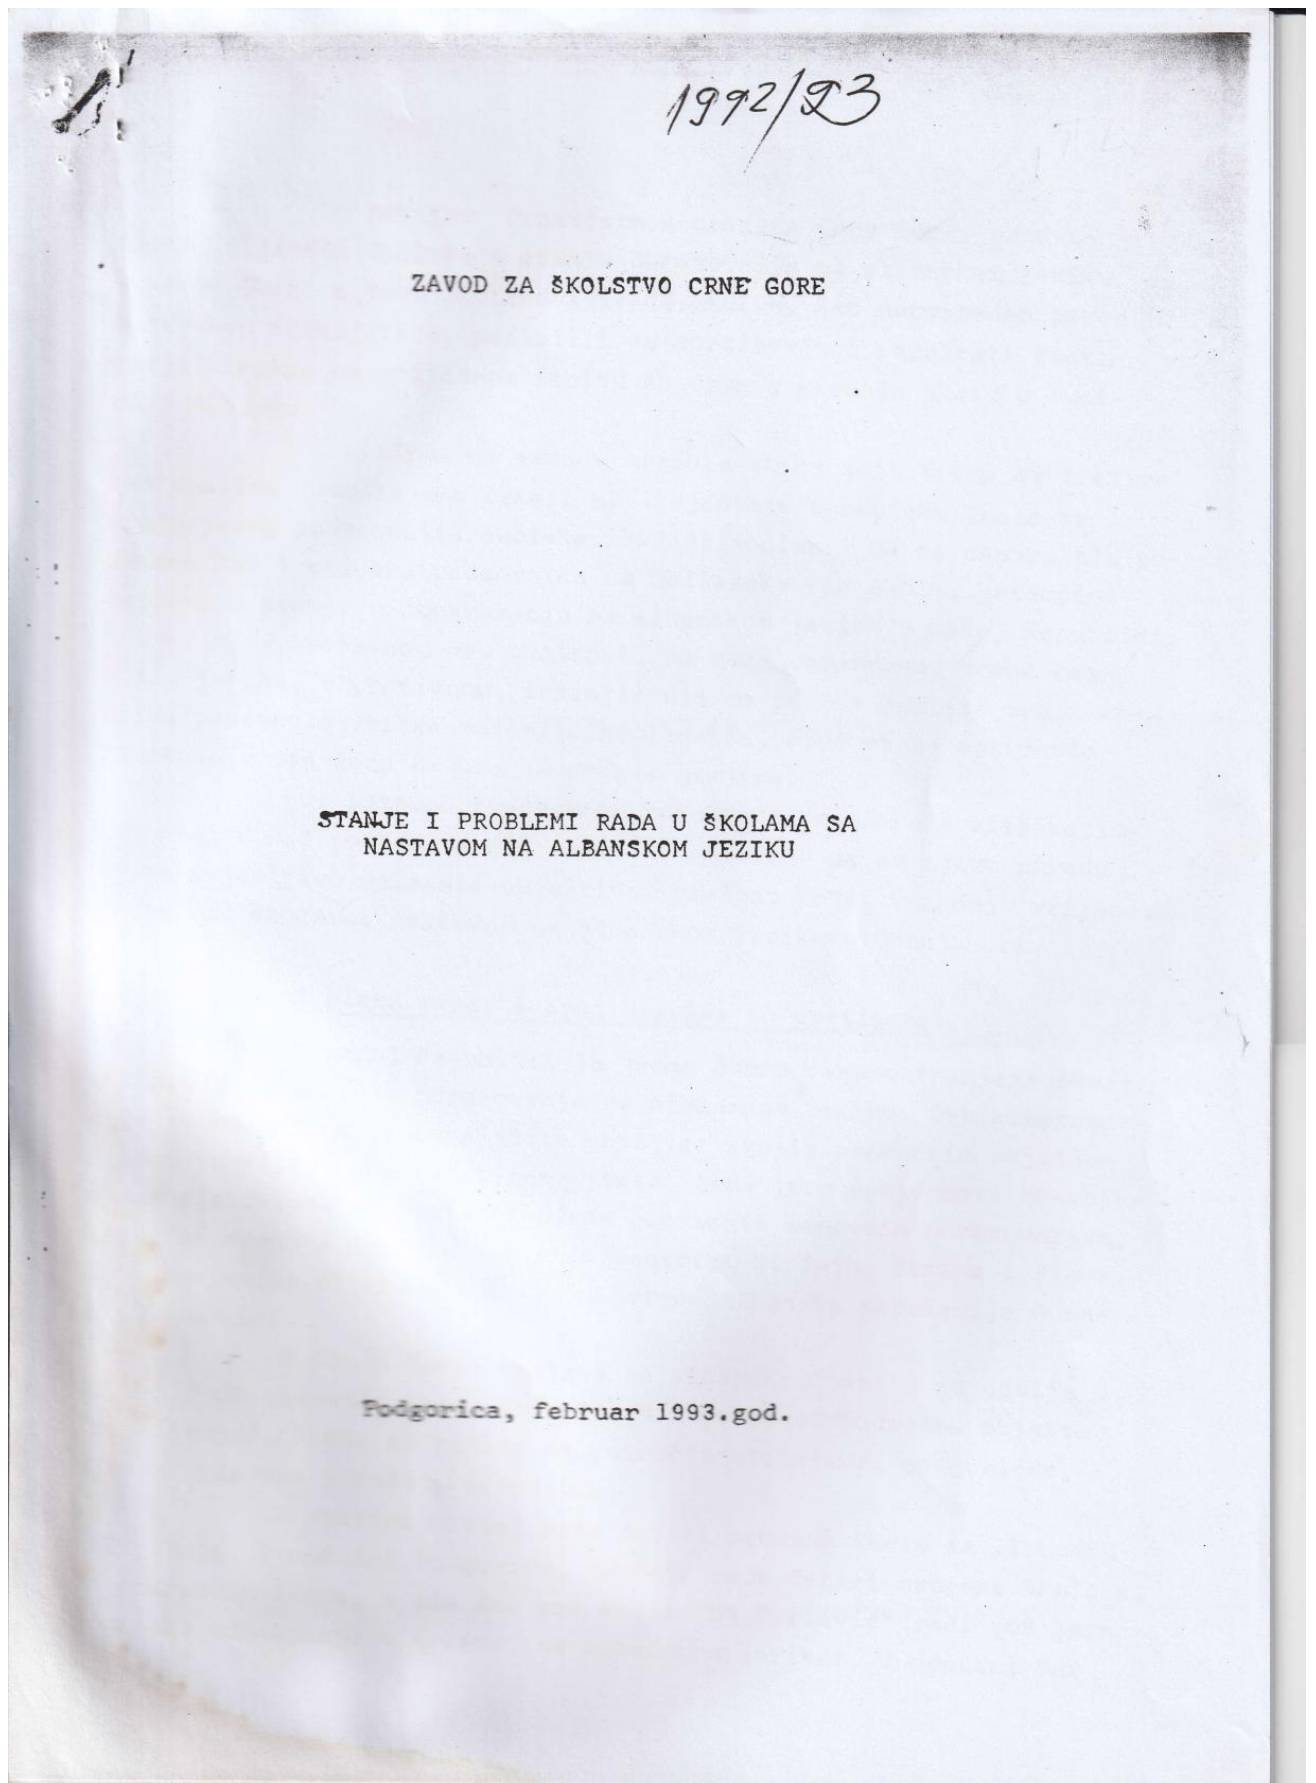 1992/93
ZAVOD ZA ŠKOLSTVO CRNE GORE
STANJE I PROBLEMI RADA U ŠKOLAMA SA
NASTAVOM NA ALBANSKOM JEZIKU
Podgorica, februar 1993.god.